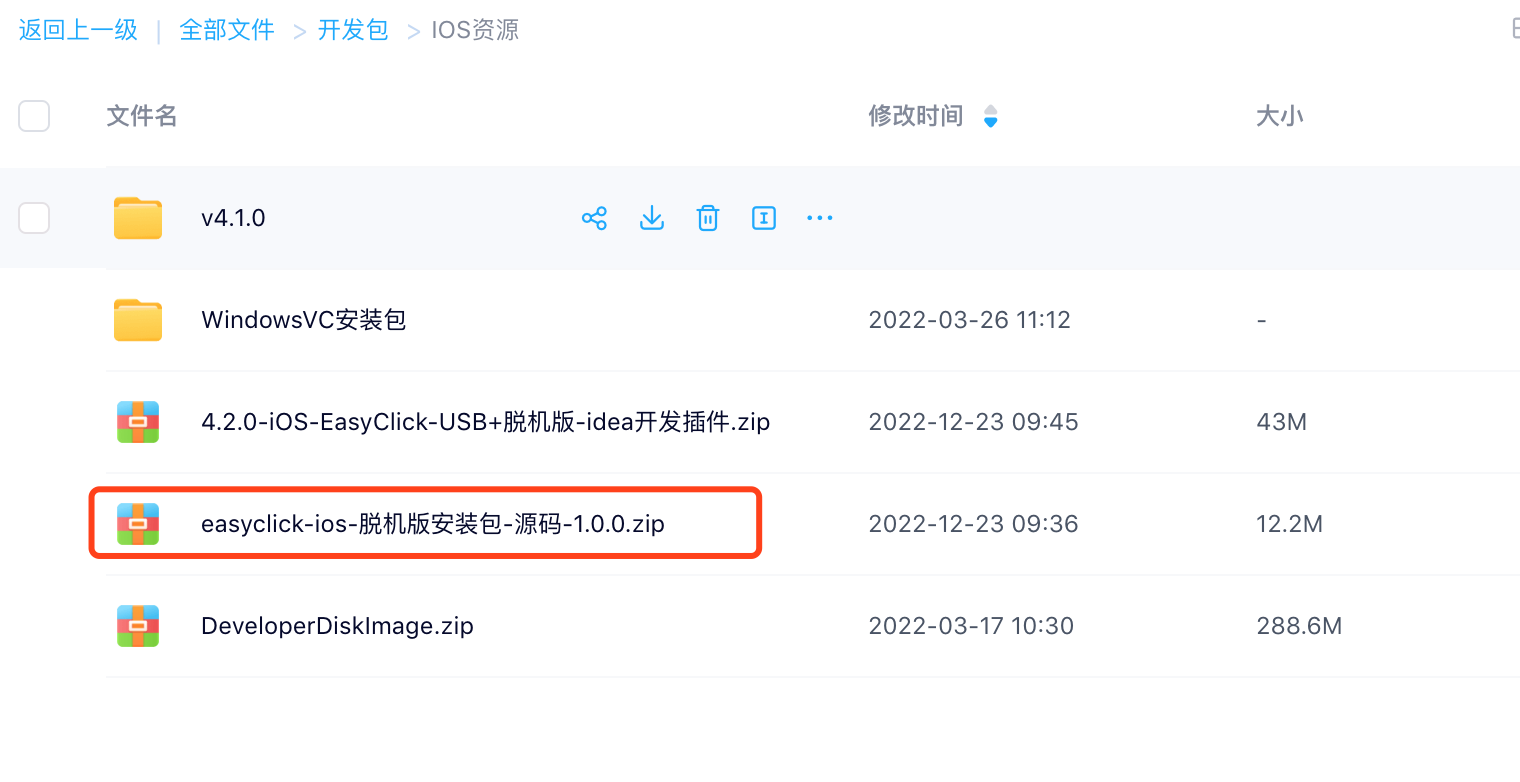 返回上一级 | 全部文件 > 开发包 > IOS资源
文件名 修改时间 大小
v4.1.0
WindowsVC安装包 2022-03-26 11:12 -
4.2.0-iOS-EasyClick-USB+脱机版-idea开发插件.zip 2022-12-23 09:45 43M
easyclick-ios-脱机版安装包-源码-1.0.0.zip 2022-12-23 09:36 12.2M
DeveloperDiskImage.zip 2022-03-17 10:30 288.6M